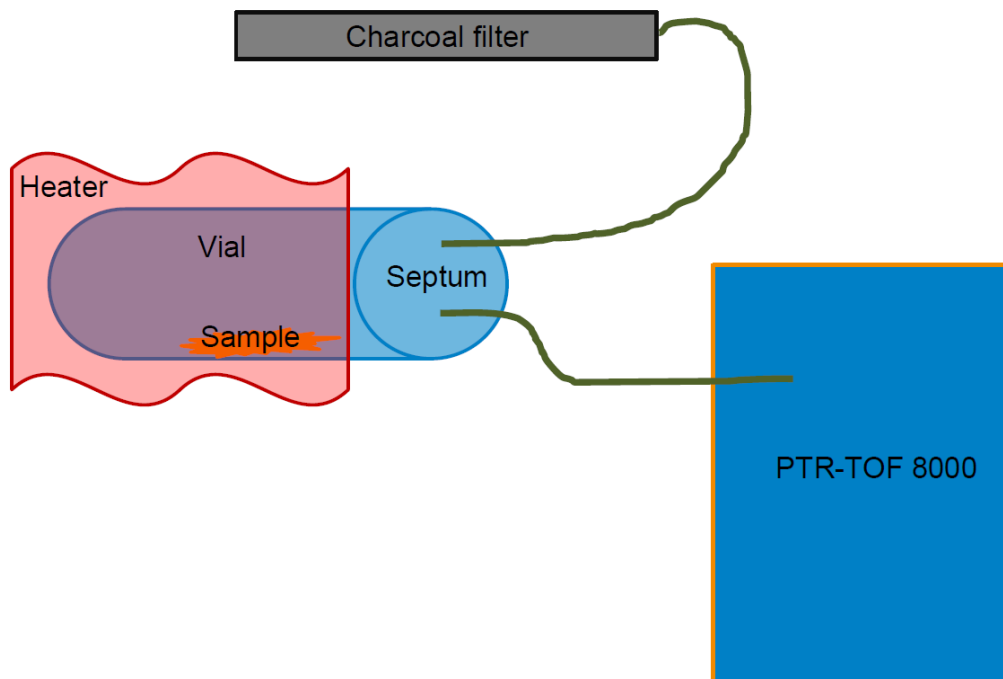 Charcoal filter
Heater
Vial
Septum
Sample
PTR-TOF 8000